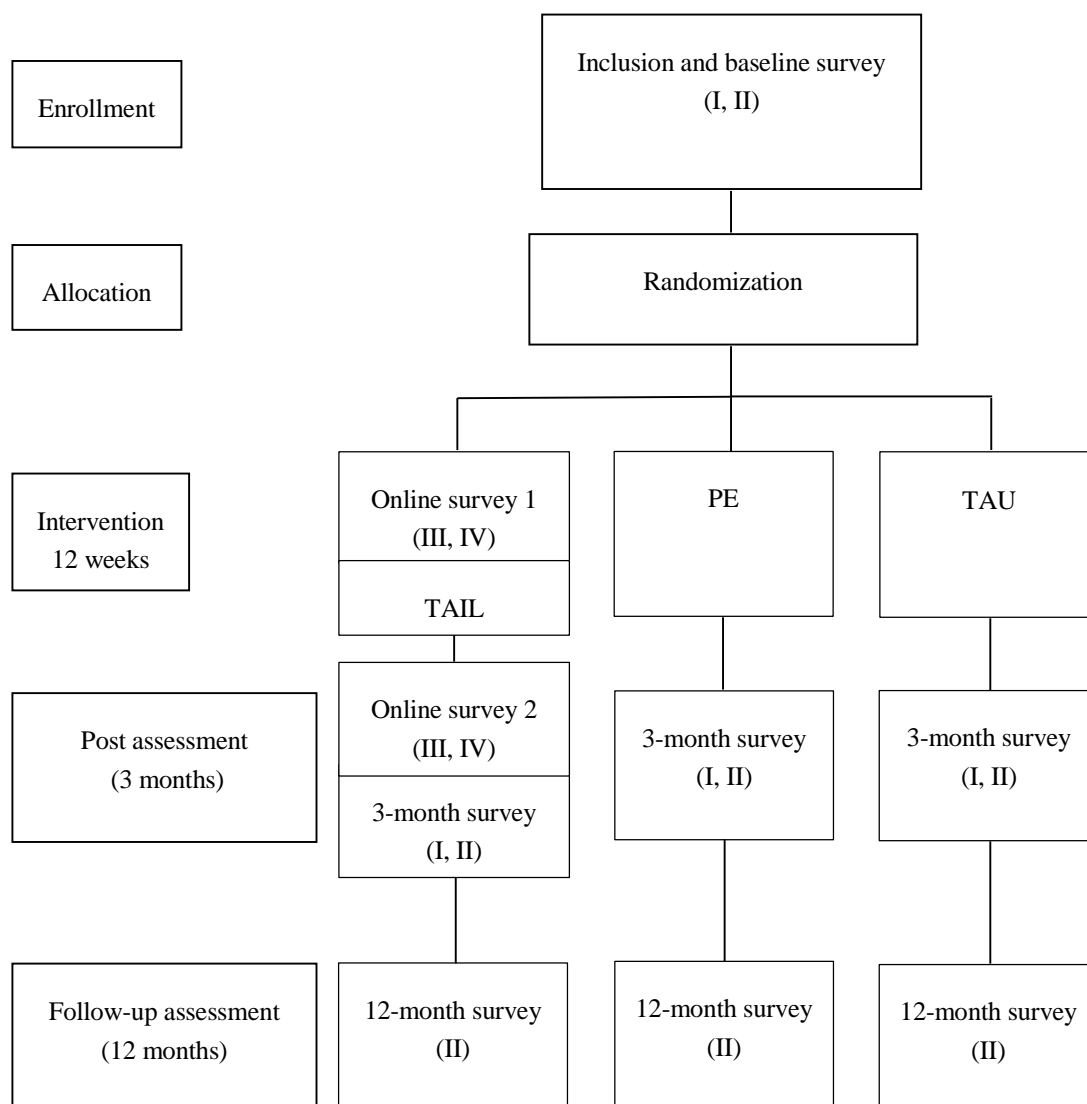 Enrollment
Inclusion and baseline survey
(I, II)
Allocation
Randomization
Intervention
12 weeks
Online survey 1
(III, IV)
TAIL
PE
TAU
Post assessment
(3 months)
Online survey 2
(III, IV)
3-month survey
(I, II)
3-month survey
(I, II)
3-month survey
(I, II)
Follow-up assessment
(12 months)
12-month survey
(II)
12-month survey
(II)
12-month survey
(II)